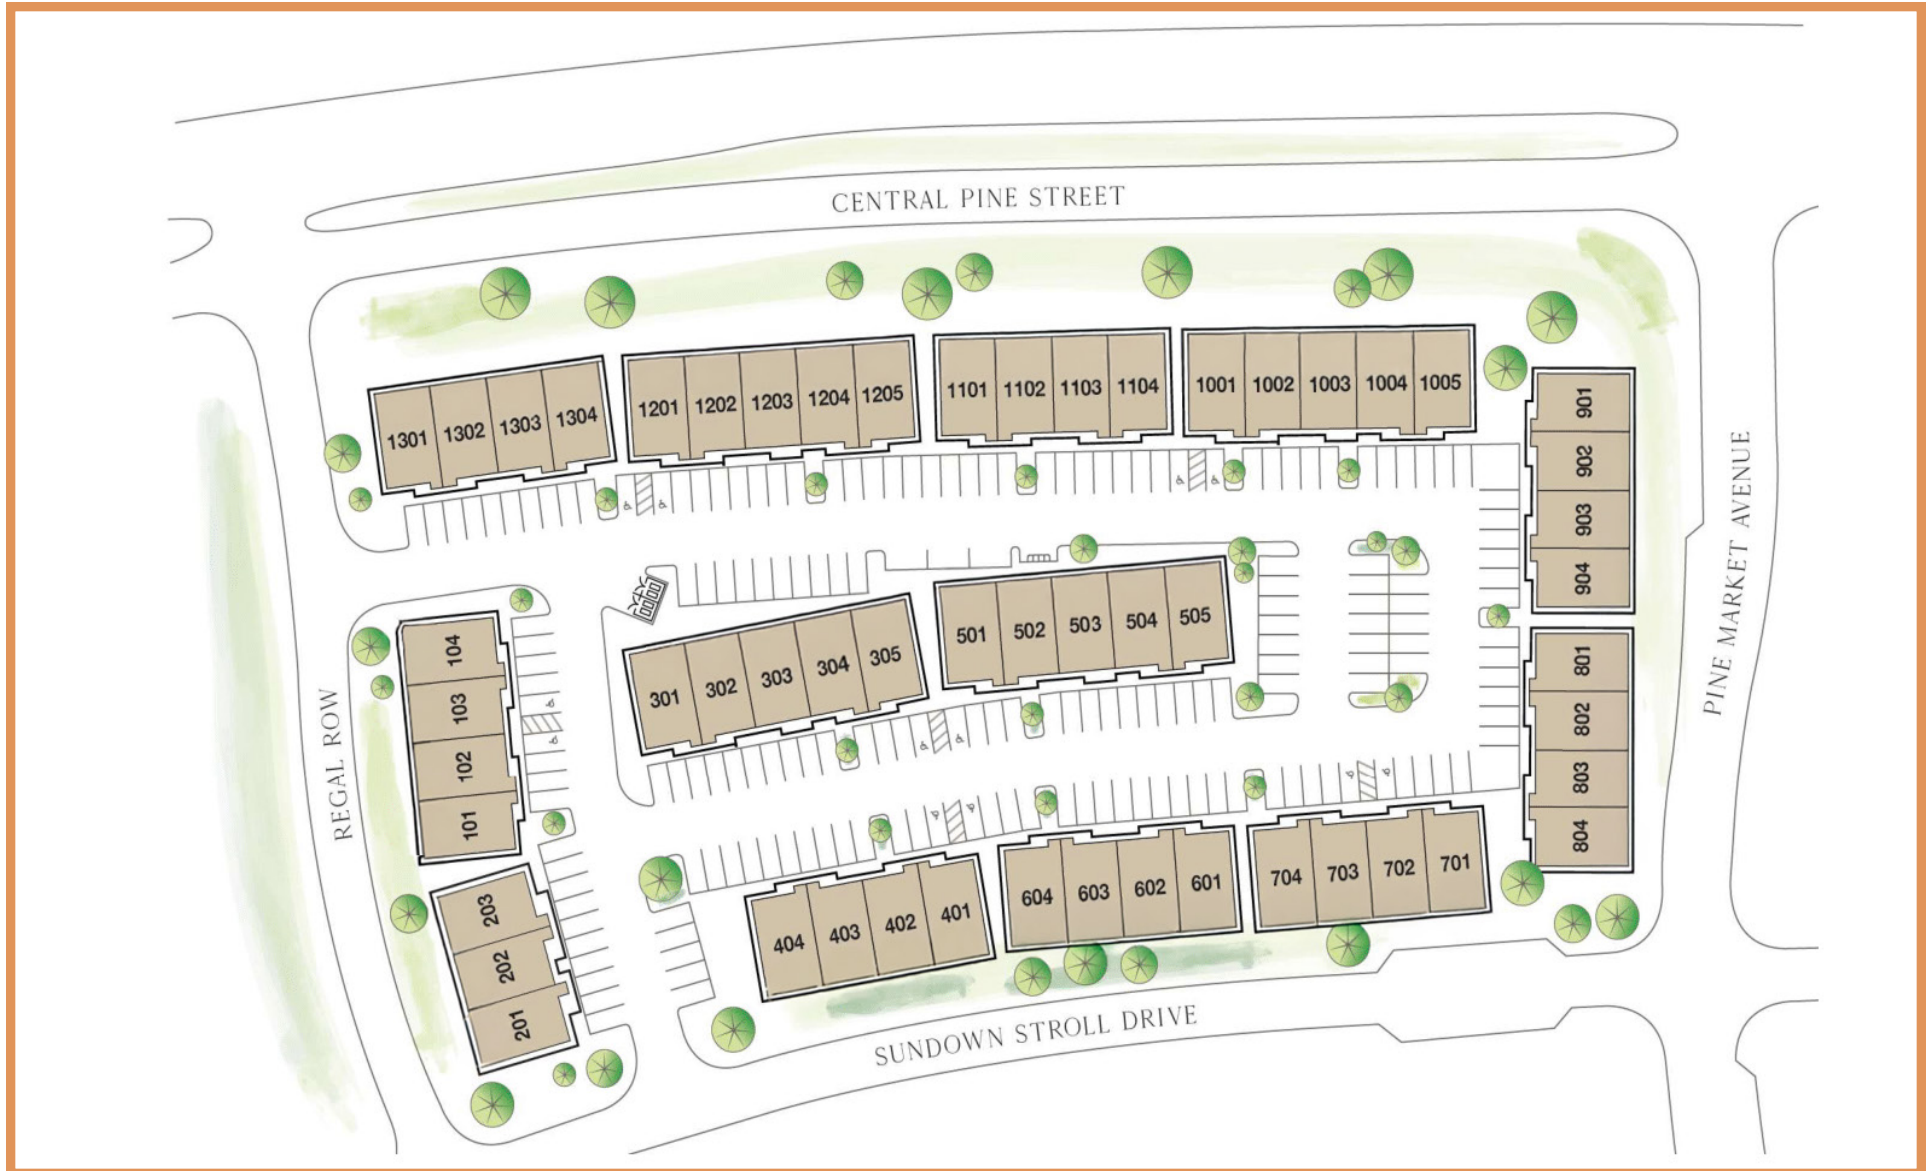 CENTRAL PINE STREET
1301 1302 1303 1304
1201 1202 1203 1204 1205
1101 1102 1103 1104
1001 1002 1003 1004 1005
901
902
903
904
801
802
803
804
PINE MARKET AVENUE
501 502 503 504 505
301 302 303 304 305
104
103
102
101
REGAL ROW
203
202
201
404 403 402 401
604 603 602 601
704 703 702 701
SUNDOWN STROLL DRIVE